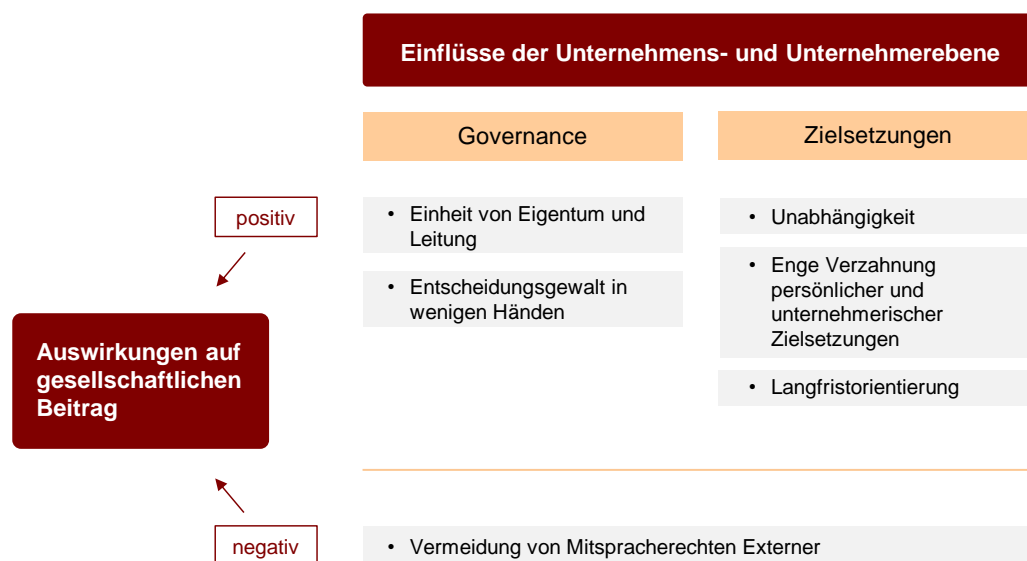 Einflüsse der Unternehmens- und Unternehmerebene
Governance
Zielsetzungen
positiv
• Einheit von Eigentum und
Leitung
• Entscheidungsgewalt in
wenigen Händen
• Unabhängigkeit
• Enge Verzahnung
persönlicher und
unternehmerischer
Zielsetzungen
• Langfristorientierung
Auswirkungen auf
gesellschaftlichen
Beitrag
negativ
• Vermeidung von Mitspracherechten Externer